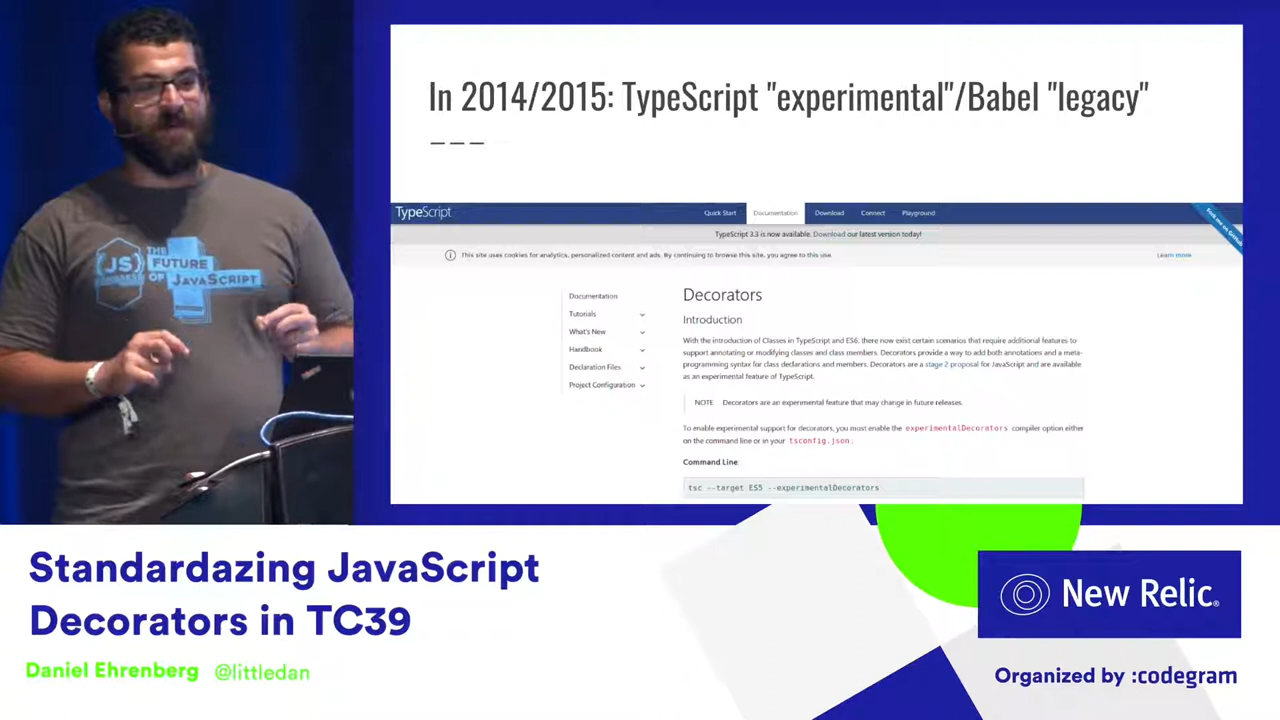 In 2014/2015: TypeScript "experimental"/Babel "legacy"
TypeScript
Quick Start
Documentation
Download
Connect
Playground
TypeScript 3.3 is now available. Download our latest version today!
This site uses cookies for analytics, personalized content and ads. By continuing to browse this site, you agree to this use.
Learn more
Documentation
Tutorials
What's New
Handbook
Declaration Files
Project Configuration
Decorators
Introduction
With the introduction of Classes in TypeScript and ES6, there now exist certain scenarios that require additional features to
support annotating or modifying classes and class members. Decorators provide a way to add both annotations and a meta-
programming syntax for class declarations and members. Decorators are a stage 2 proposal for JavaScript and are available
as an experimental feature of TypeScript.
NOTE Decorators are an experimental feature that may change in future releases.
To enable experimental support for decorators, you must enable the experimentalDecorators compiler option either
on the command line or in your tsconfig.json:
Command Line:
tsc --target ES5 --experimentalDecorators
JS
THE
FUTURE
OF JAVASCRIPT
Standardazing JavaScript
Decorators in TC39
Daniel Ehrenberg @littledan
New Relic®
Organized by :codegram